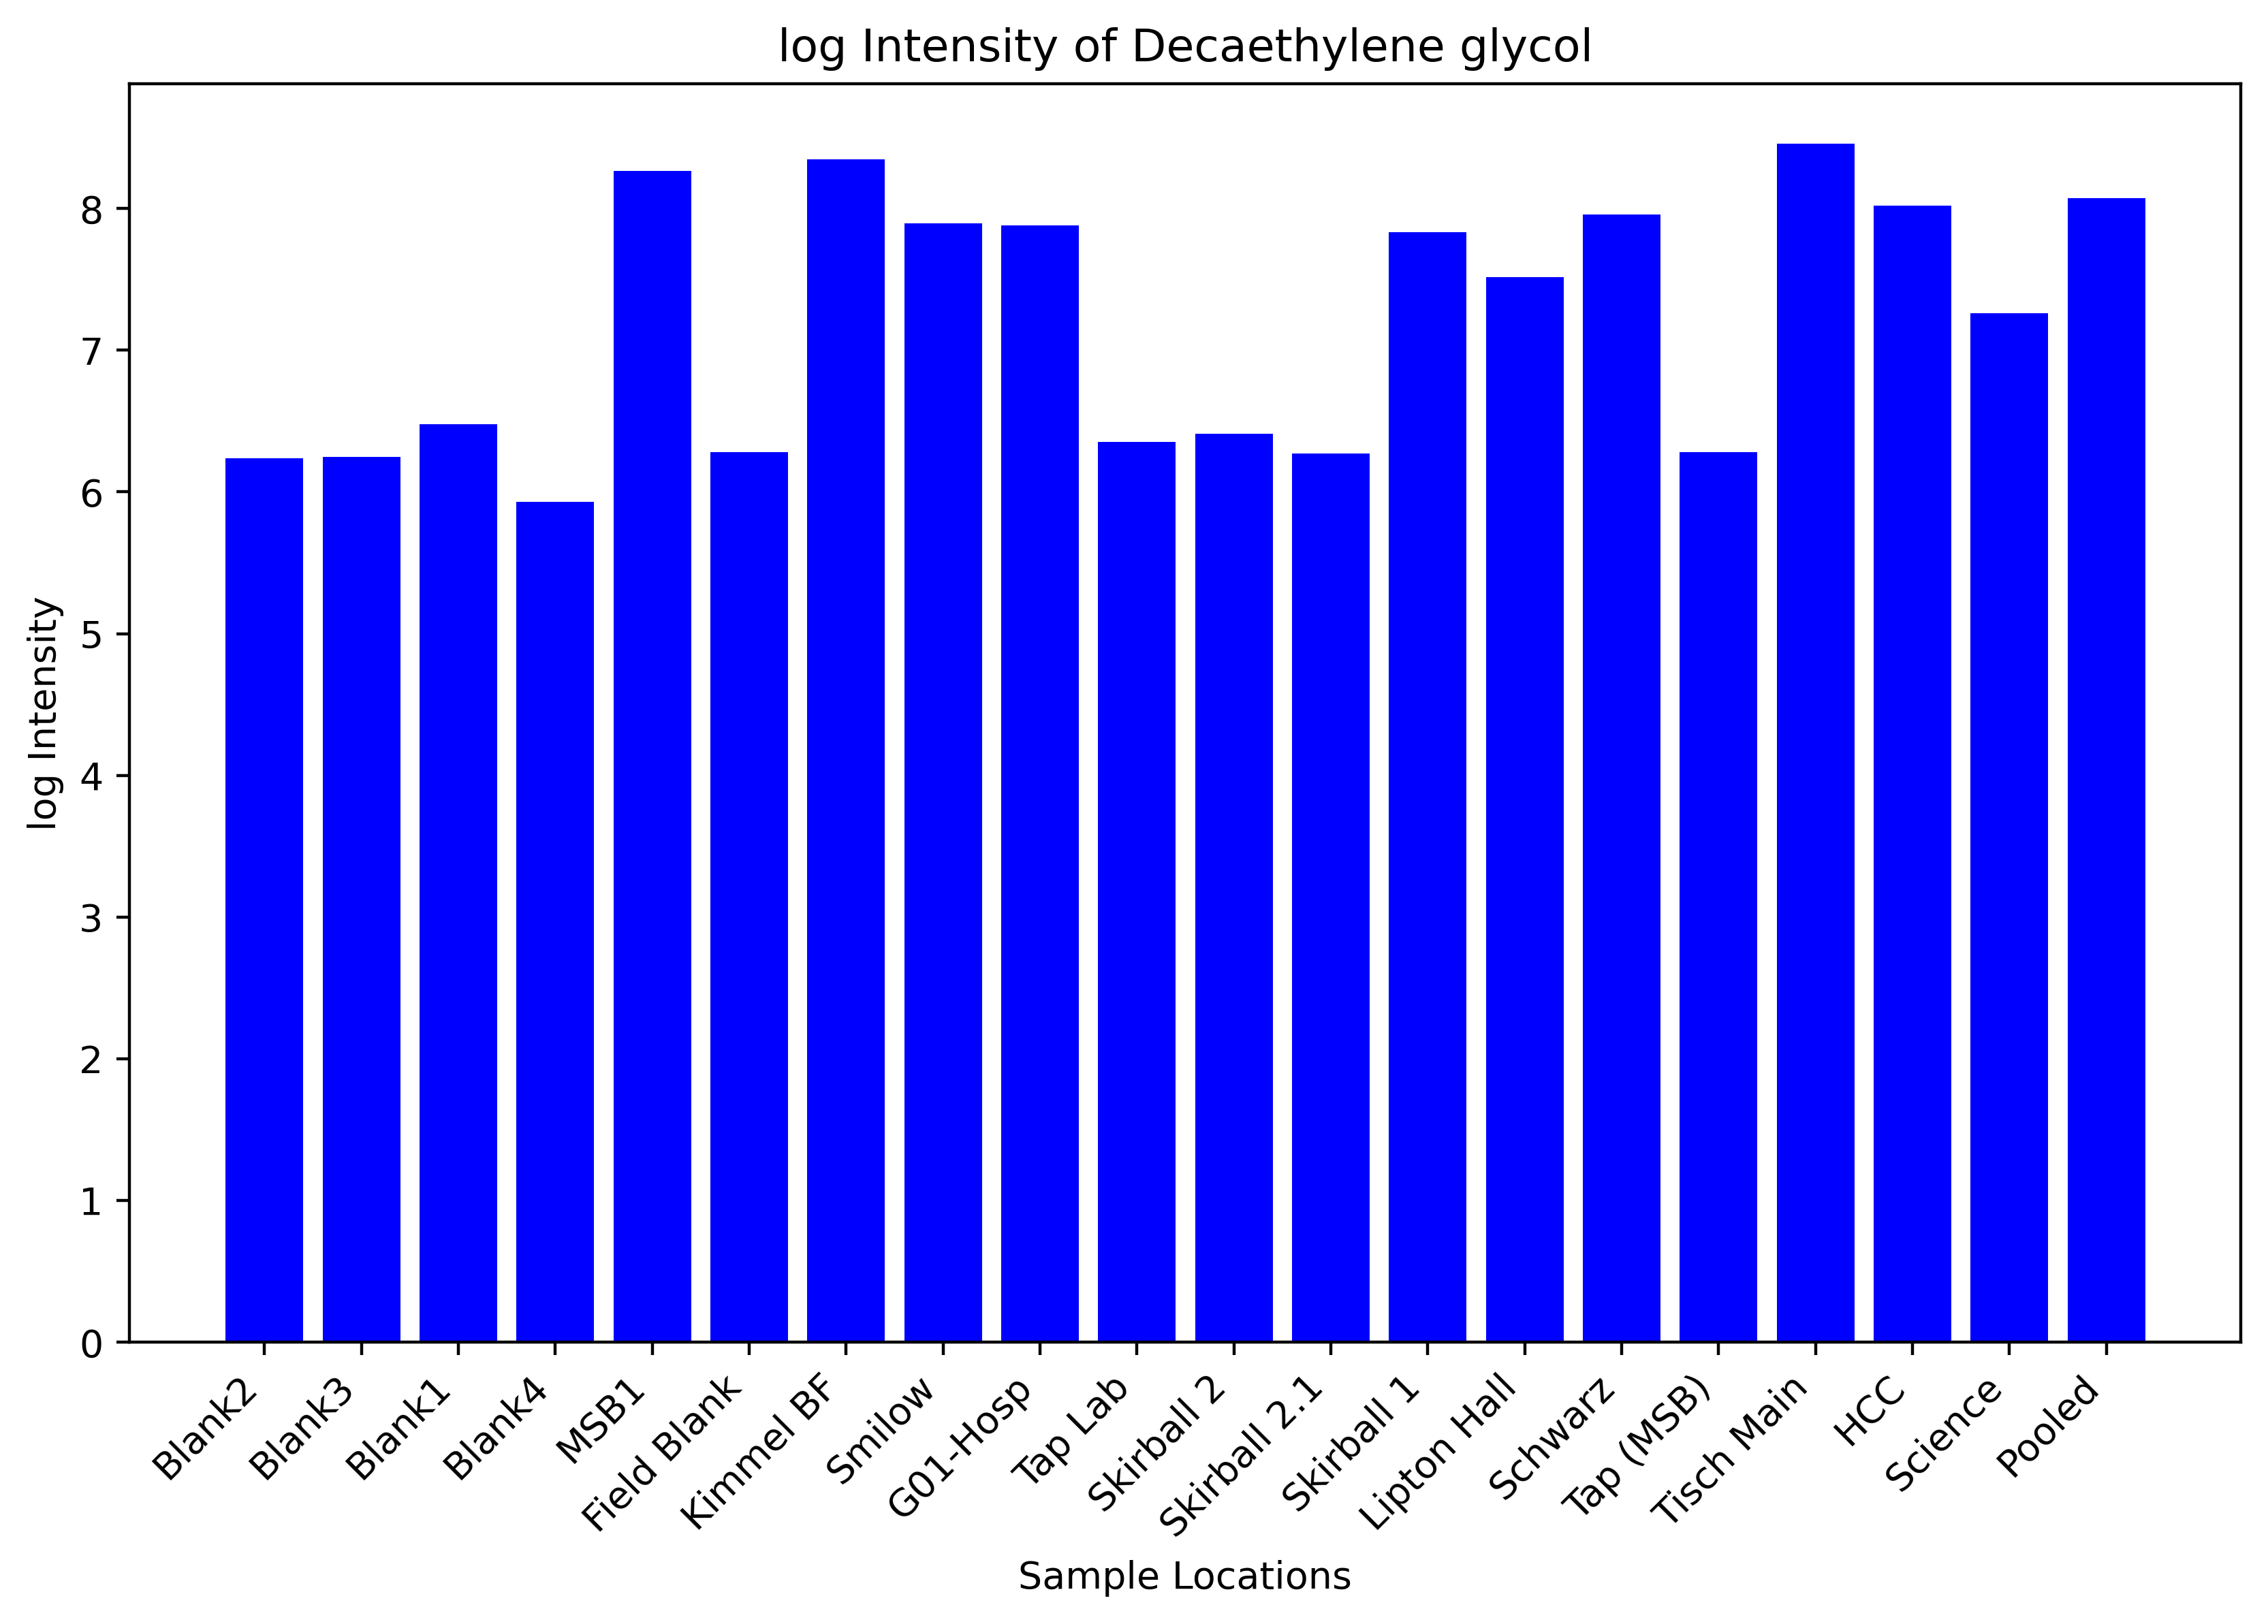 log Intensity of Decaethylene glycol
log Intensity
8
7
6
5
4
3
2
1
0
Blank2
Blank3
Blank1
Blank4
MSB1
Field Blank
Kimmel BF
Smilow
G01-Hosp
Tap Lab
Skirball 2
Skirball 2.1
Skirball 1
Lipton Hall
Schwarz
Tap (MSB)
Tisch Main
HCC
Science
Pooled
Sample Locations